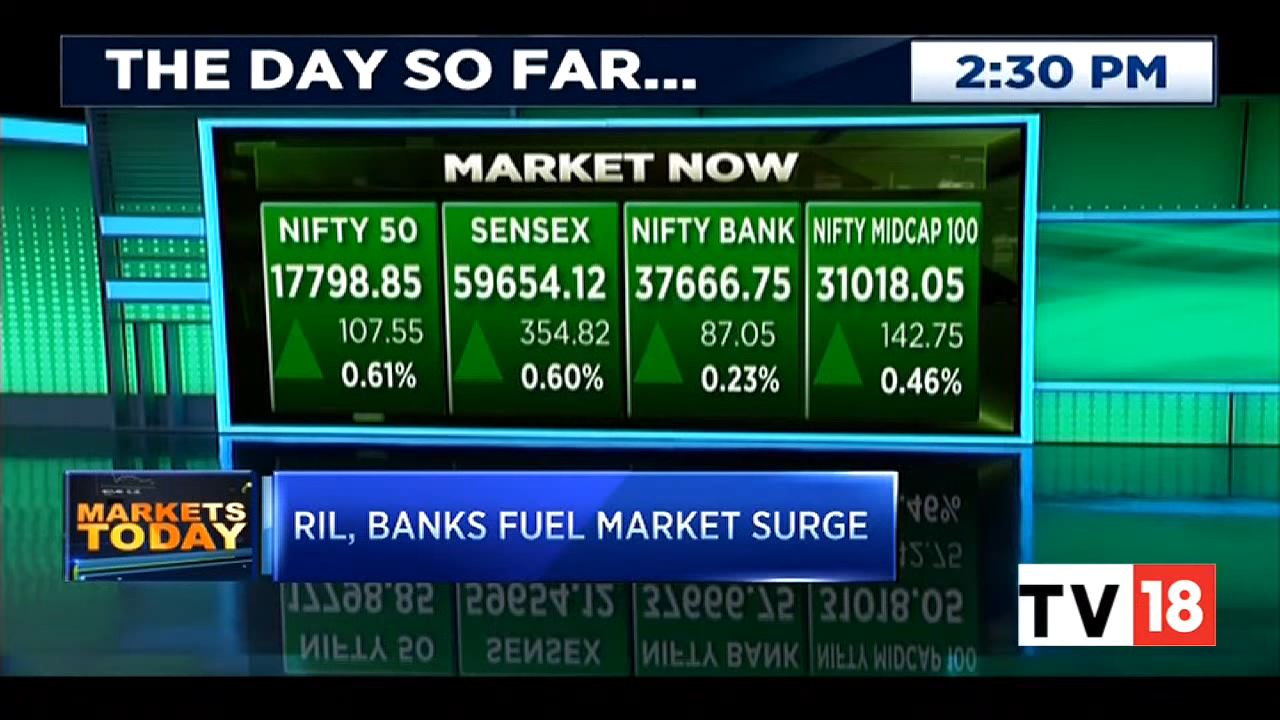 THE DAY SO FAR...
2:30 PM
MARKET NOW
NIFTY 50
17798.85
107.55
0.61%
SENSEX
59654.12
354.82
0.60%
NIFTY BANK
37666.75
87.05
0.23%
NIFTY MIDCAP 100
31018.05
142.75
0.46%
MARKETS
TODAY
RIL, BANKS FUEL MARKET SURGE
TV18